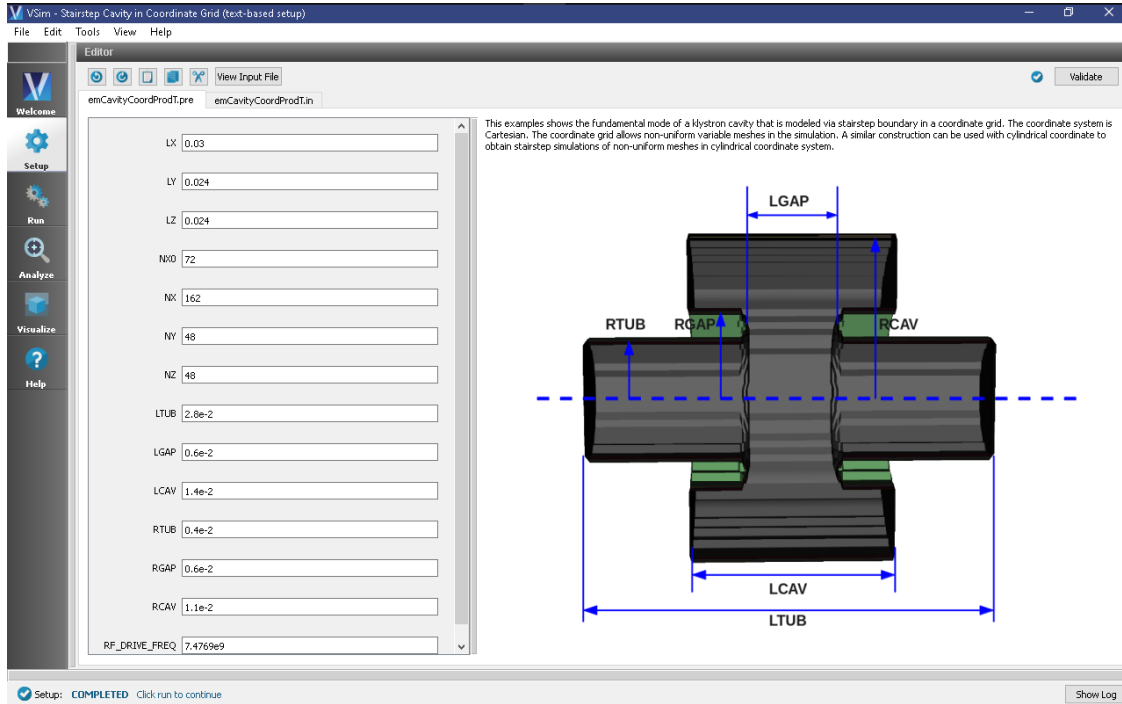 VSim - Stairstep Cavity in Coordinate Grid (text-based setup)
File Edit Tools View Help
Editor
View Input File
Validate
emCavityCoordProdT.pre emCavityCoordProdT.in
Welcome
Setup
Run
Analyze
Visualize
Help
LX 0.03
LY 0.024
LZ 0.024
NX0 72
NX 162
NY 48
NZ 48
LTUB 2.8e-2
LGAP 0.6e-2
LCAV 1.4e-2
RTUB 0.4e-2
RGAP 0.6e-2
RCAV 1.1e-2
RF_DRIVE_FREQ 7.4769e9
This examples shows the fundamental mode of a klystron cavity that is modeled via stairstep boundary in a coordinate grid. The coordinate system is
Cartesian. The coordinate grid allows non-uniform variable meshes in the simulation. A similar construction can be used with cylindrical coordinate to
obtain stairstep simulations of non-uniform meshes in cylindrical coordinate system.
LGAP
RTUB RGAP RCAV
LCAV
LTUB
Setup: COMPLETED Click run to continue
Show Log